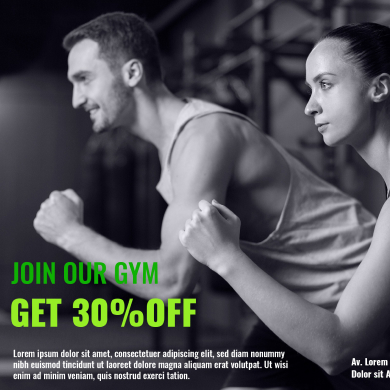 JOIN OUR GYM
GET 30%OFF
Lorem ipsum dolor sit amet, consectetuer adipiscing elit, sed diam nonummy
nibh euismod tincidunt ut laoreet dolore magna aliquam erat volutpat. Ut wisi
enim ad minim veniam, quis nostrud exerci tation.
Av. Lorem
Dolor sit A